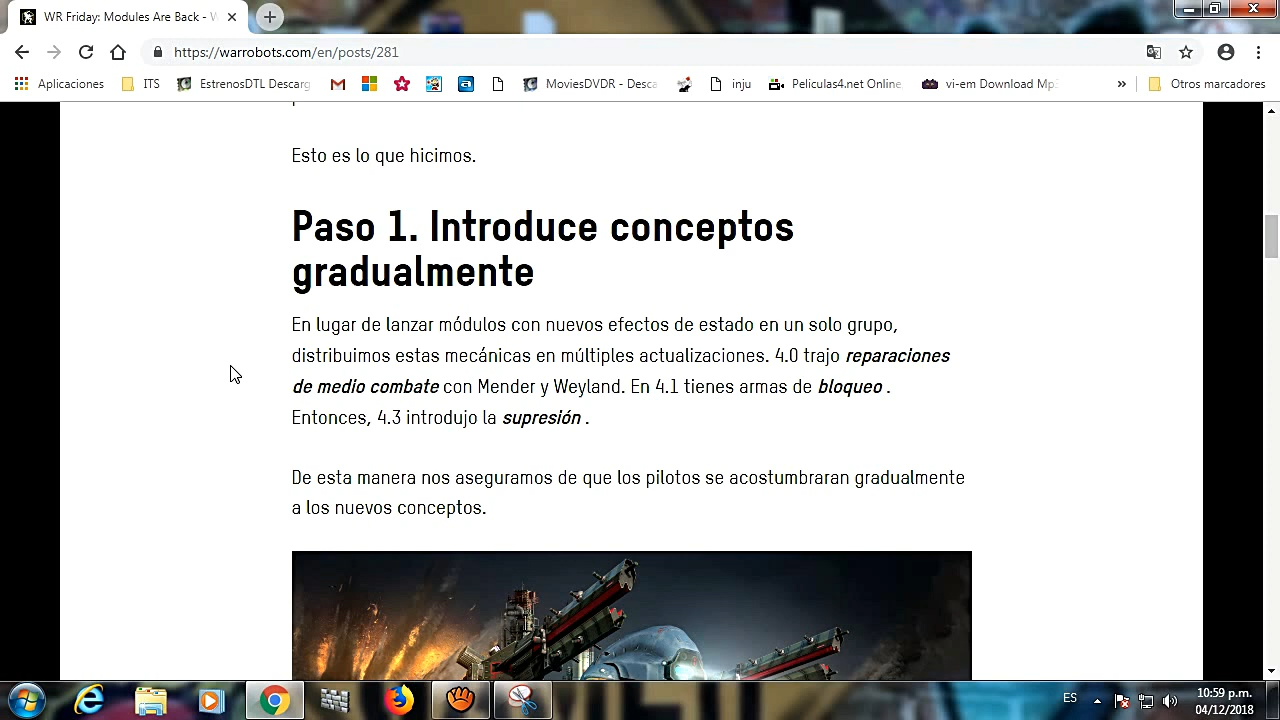 WR Friday: Modules Are Back - W
https://warrobots.com/en/posts/281
Aplicaciones
ITS
EstrenosDTL Descarg
MoviesDVDR - Desca
inju
Peliculas4.net Online
vi-em Download Mp3
»
Otros marcadores
Esto es lo que hicimos.
Paso 1. Introduce conceptos
gradualmente
En lugar de lanzar módulos con nuevos efectos de estado en un solo grupo,
distribuimos estas mecánicas en múltiples actualizaciones. 4.0 trajo reparaciones
de medio combate con Mender y Weyland. En 4.1 tienes armas de bloqueo .
Entonces, 4.3 introdujo la supresión .
De esta manera nos aseguramos de que los pilotos se acostumbraran gradualmente
a los nuevos conceptos.
ES
10:59 p.m.
04/12/2018